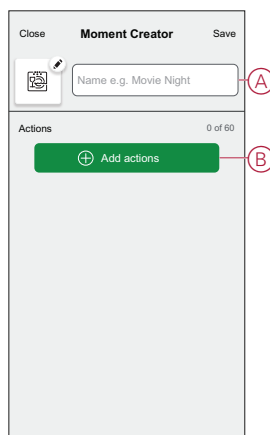 Close Moment Creator Save
Name e.g. Movie Night
A
Actions 0 of 60
Add actions
B